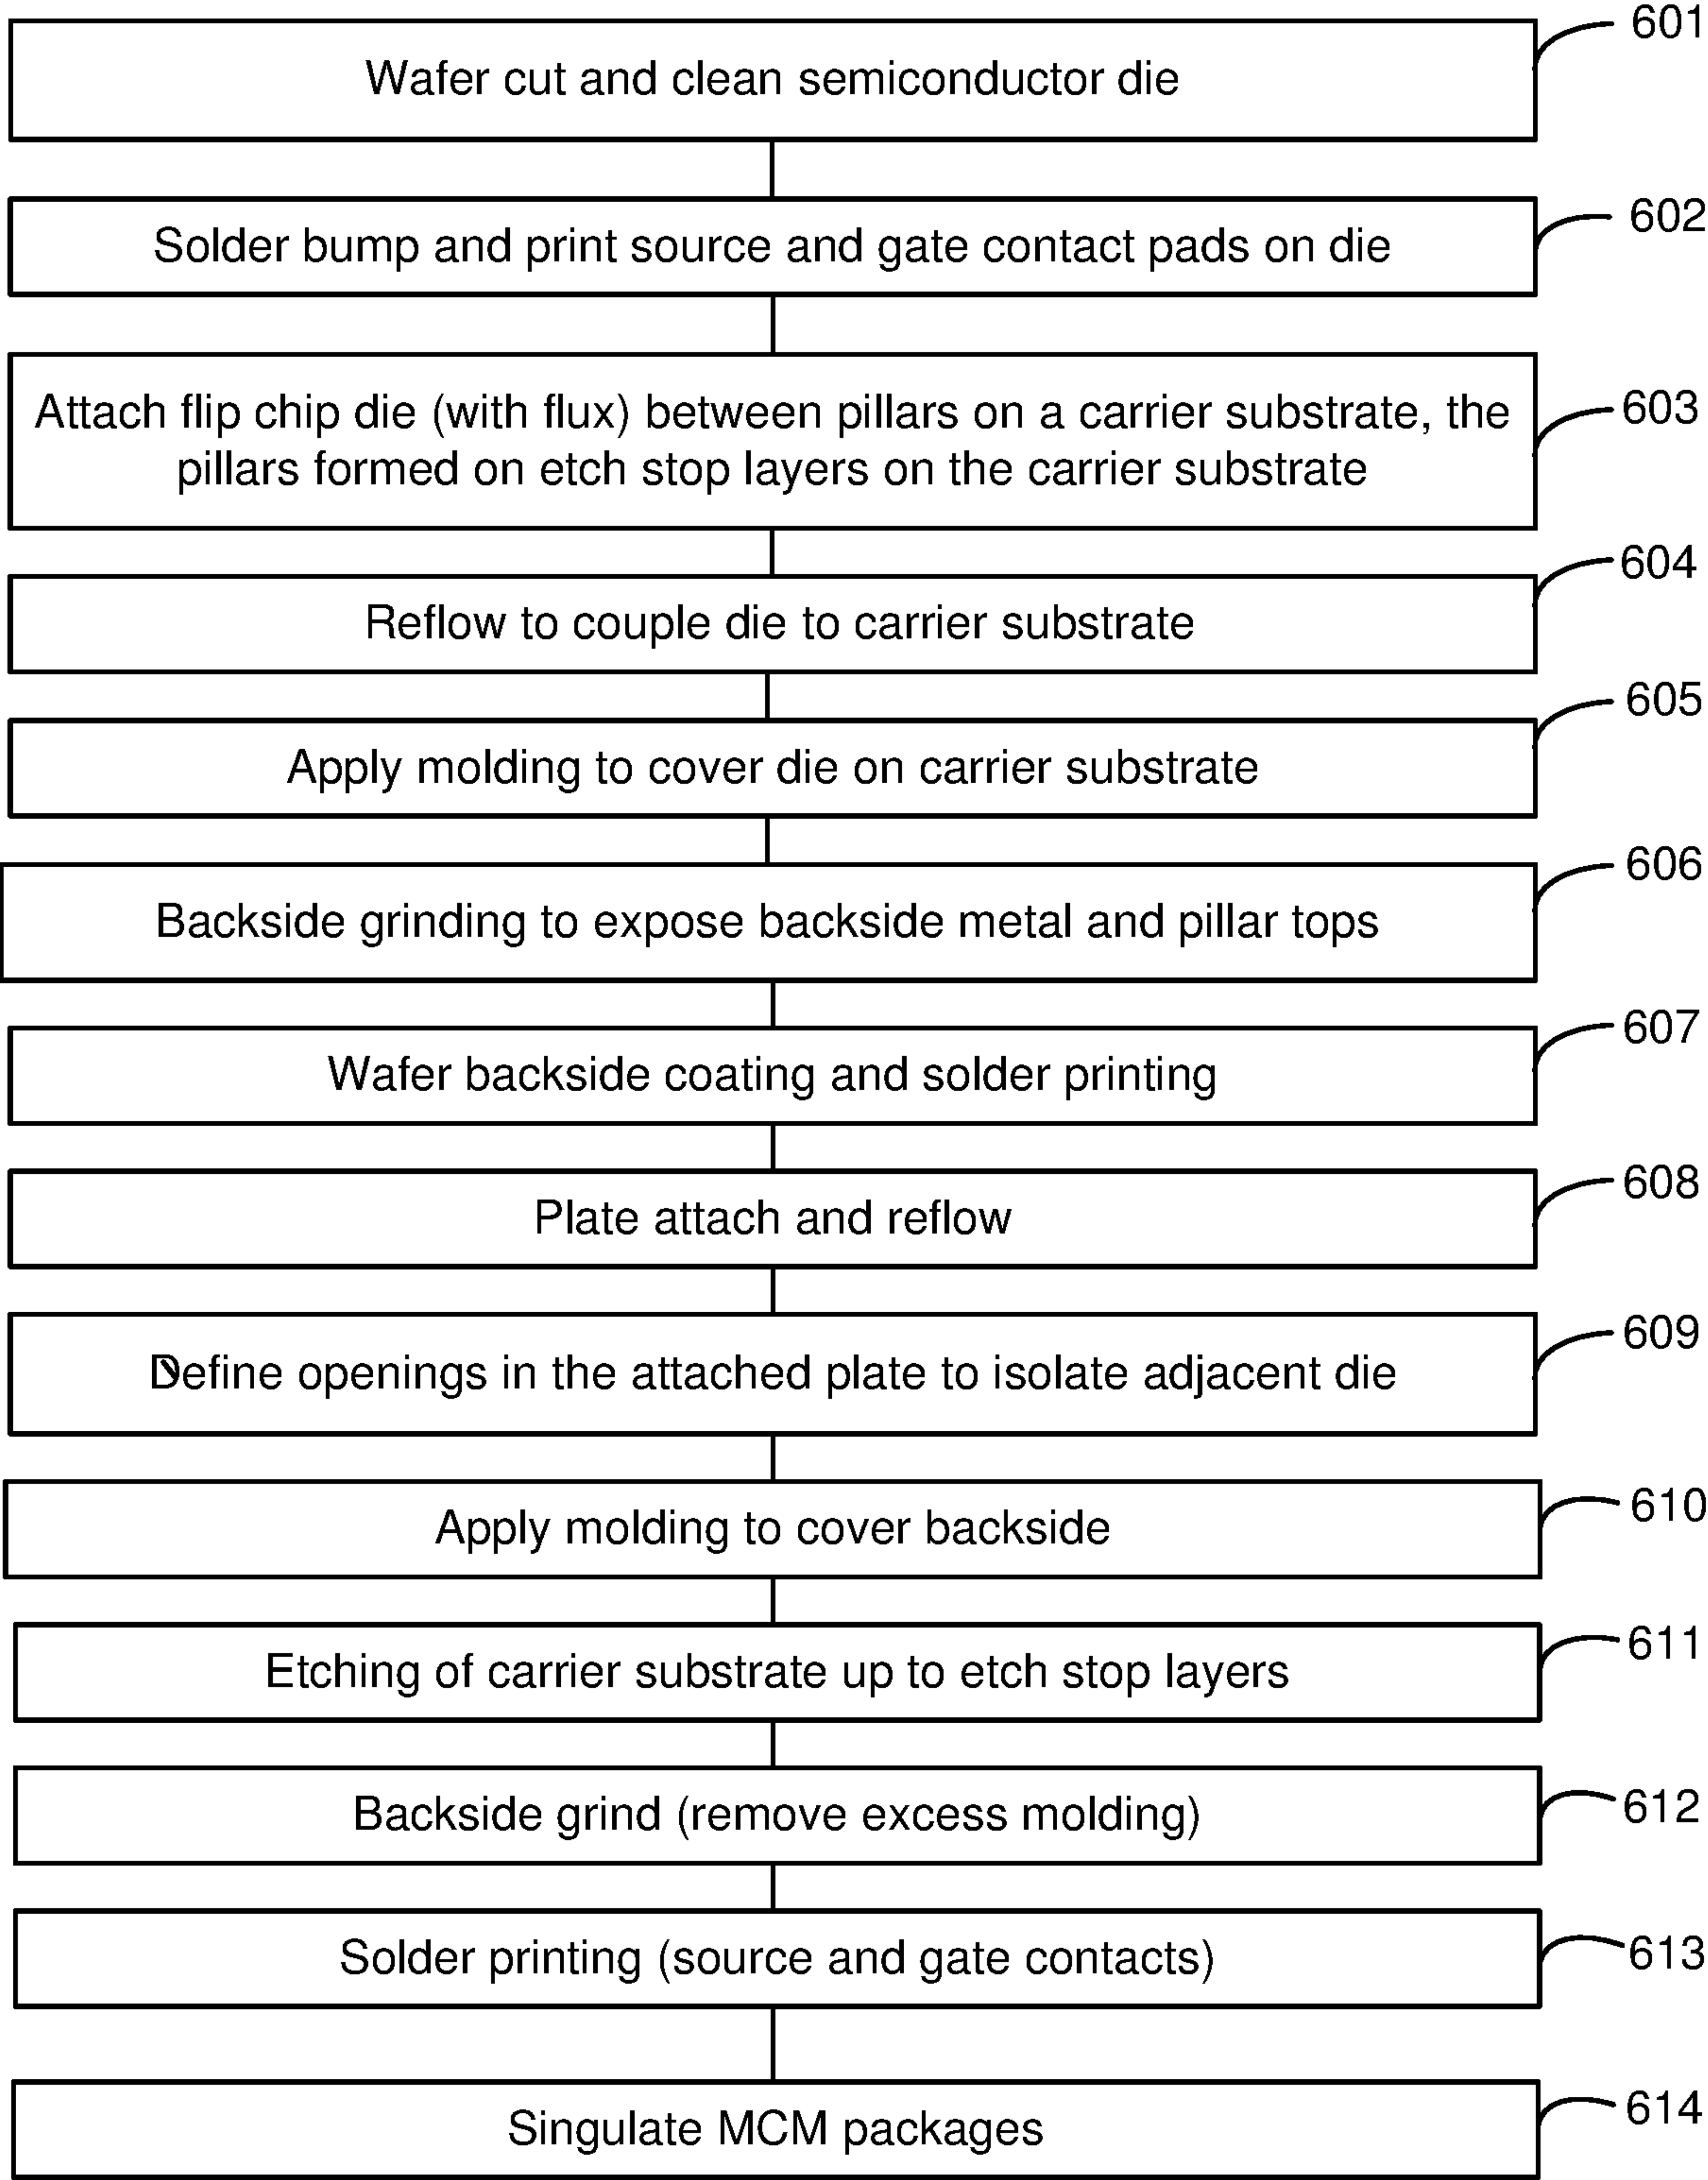 601
Wafer cut and clean semiconductor die
602
Solder bump and print source and gate contact pads on die
603
Attach flip chip die (with flux) between pillars on a carrier substrate, the
pillars formed on etch stop layers on the carrier substrate
604
Reflow to couple die to carrier substrate
605
Apply molding to cover die on carrier substrate
606
Backside grinding to expose backside metal and pillar tops
607
Wafer backside coating and solder printing
608
Plate attach and reflow
609
Define openings in the attached plate to isolate adjacent die
610
Apply molding to cover backside
611
Etching of carrier substrate up to etch stop layers
612
Backside grind (remove excess molding)
613
Solder printing (source and gate contacts)
614
Singulate MCM packages